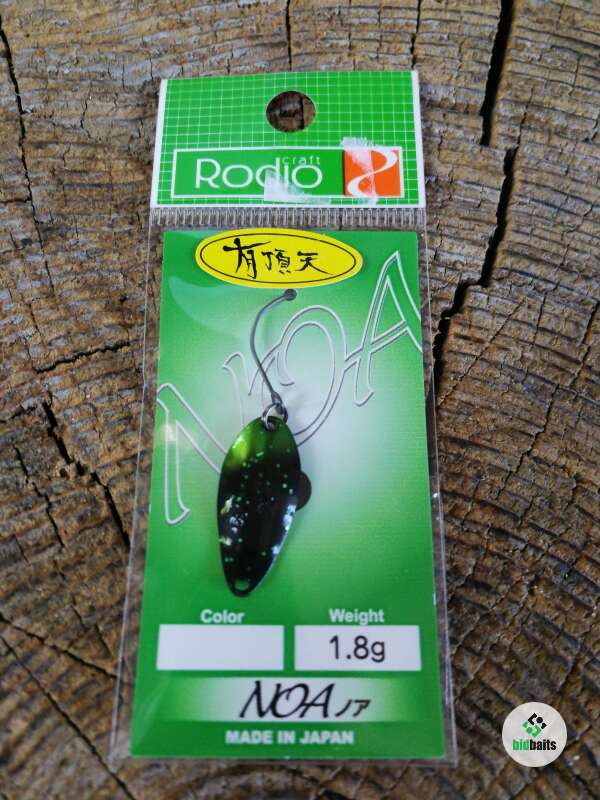 craft
Rodio
有頂天
NOA
Color
Weight
1.8g
NOA ノア
MADE IN JAPAN
bidbaits